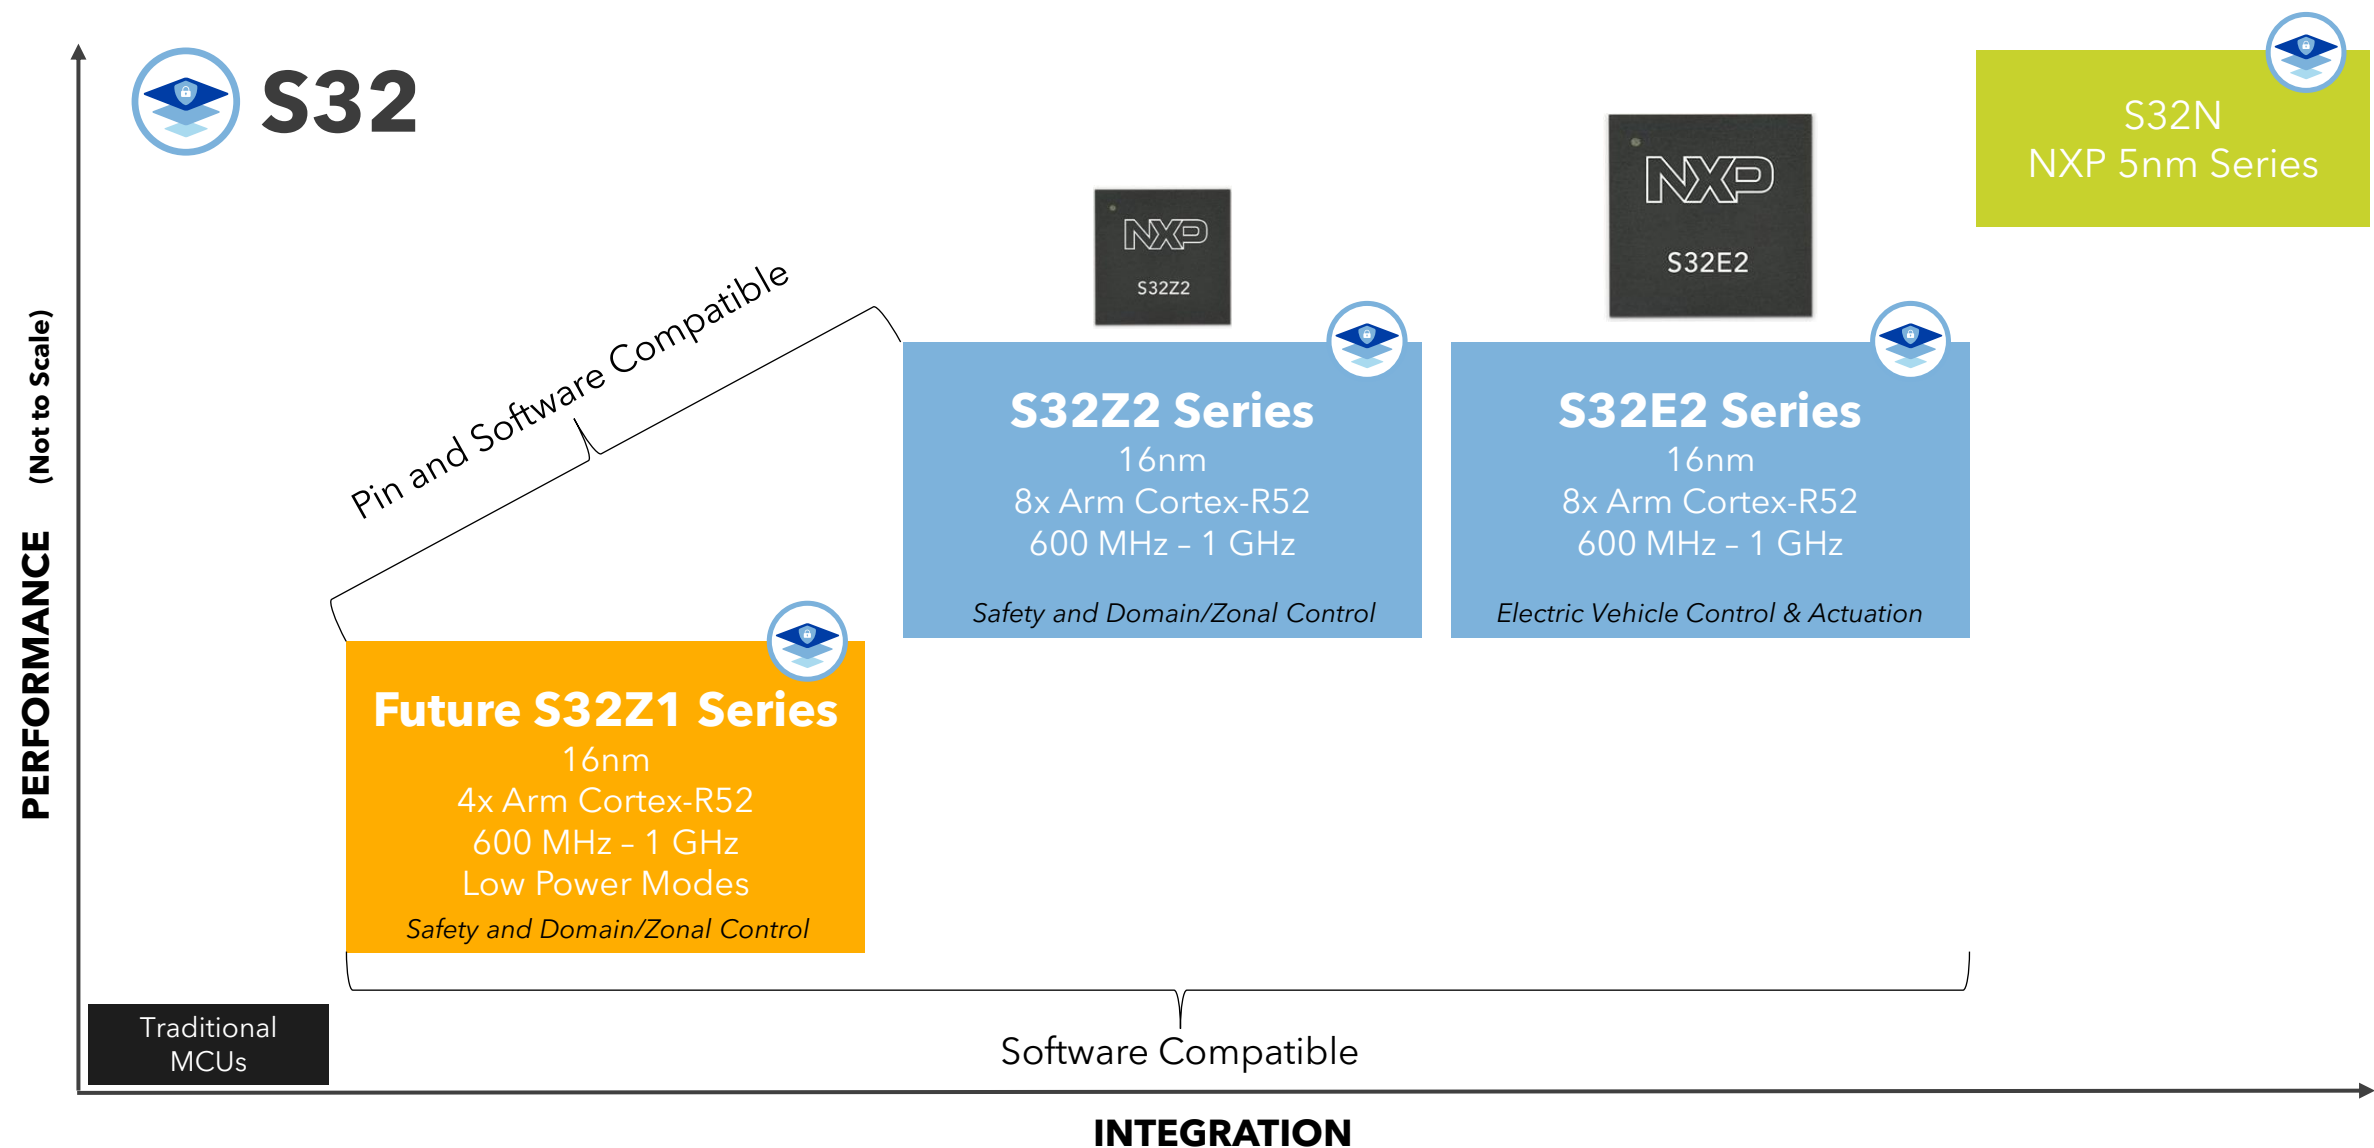 S32
S32N
NXP 5nm Series
NXP
S32E2
NXP
S32Z2
Pin and Software Compatible
S32Z2 Series
16nm
8x Arm Cortex-R52
600 MHz – 1 GHz
Safety and Domain/Zonal Control
S32E2 Series
16nm
8x Arm Cortex-R52
600 MHz – 1 GHz
Electric Vehicle Control & Actuation
Future S32Z1 Series
16nm
4x Arm Cortex-R52
600 MHz – 1 GHz
Low Power Modes
Safety and Domain/Zonal Control
Traditional
MCUs
Software Compatible
PERFORMANCE (Not to Scale)
INTEGRATION